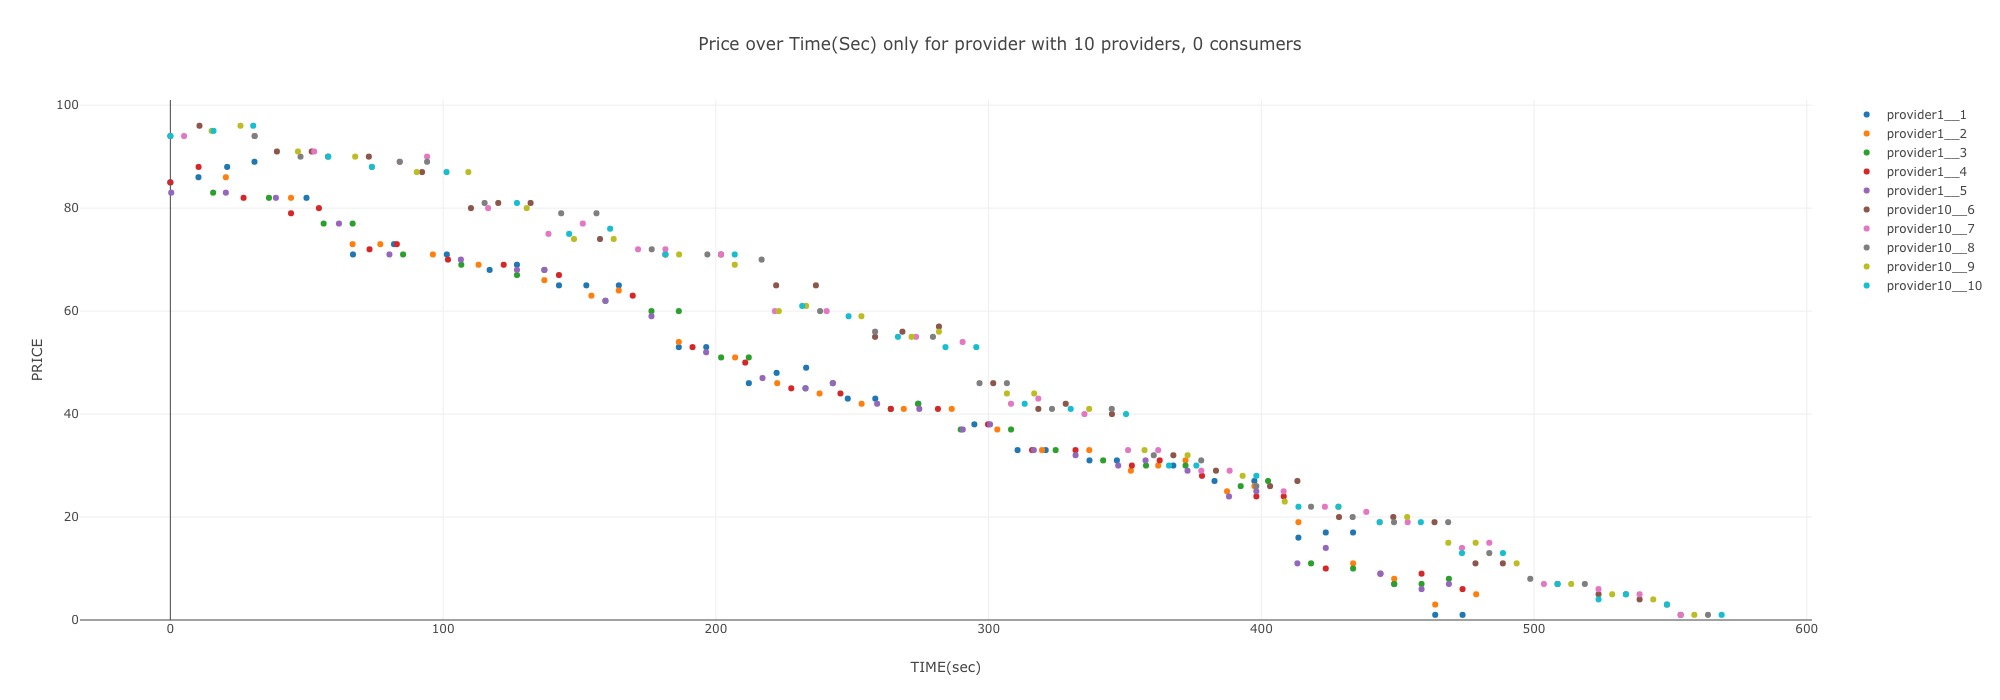 Price over Time(Sec) only for provider with 10 providers, 0 consumers
100
80
60
40
20
0
PRICE
0 100 200 300 400 500 600
TIME(sec)
provider1__1
provider1__2
provider1__3
provider1__4
provider1__5
provider10__6
provider10__7
provider10__8
provider10__9
provider10__10